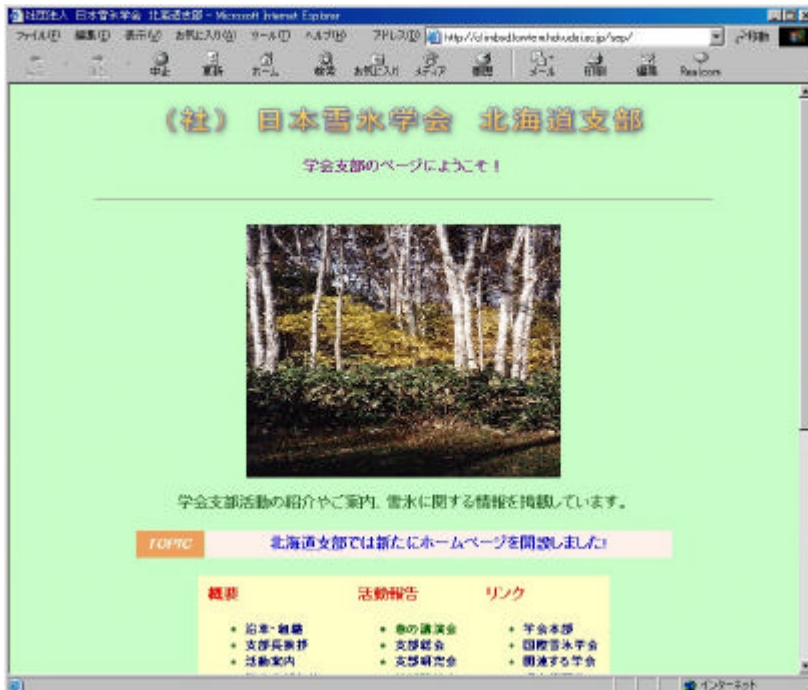 社団法人 日本雪氷学会 北海道支部 - Microsoft Internet Explorer
ファイル(F) 編集(E) 表示(V) お気に入り(A) ツール(T) ヘルプ(H) アドレス(D) 移動
中止 更新 ホーム 検索 お気に入り メディア 履歴 メール 印刷 編集 Realcom
(社) 日本雪氷学会 北海道支部
学会支部のページにようこそ!
学会支部活動の紹介やご案内、雪氷に関する情報を掲載しています。
TOPIC 北海道支部では新たにホームページを開設しました!
概要 活動報告 リンク
• 沿革・組織 • 春の講演会 • 学会本部
• 支部長挨拶 • 支部総会 • 国際雪氷学会
• 活動案内 • 支部研究会 • 関連する学会
インターネット